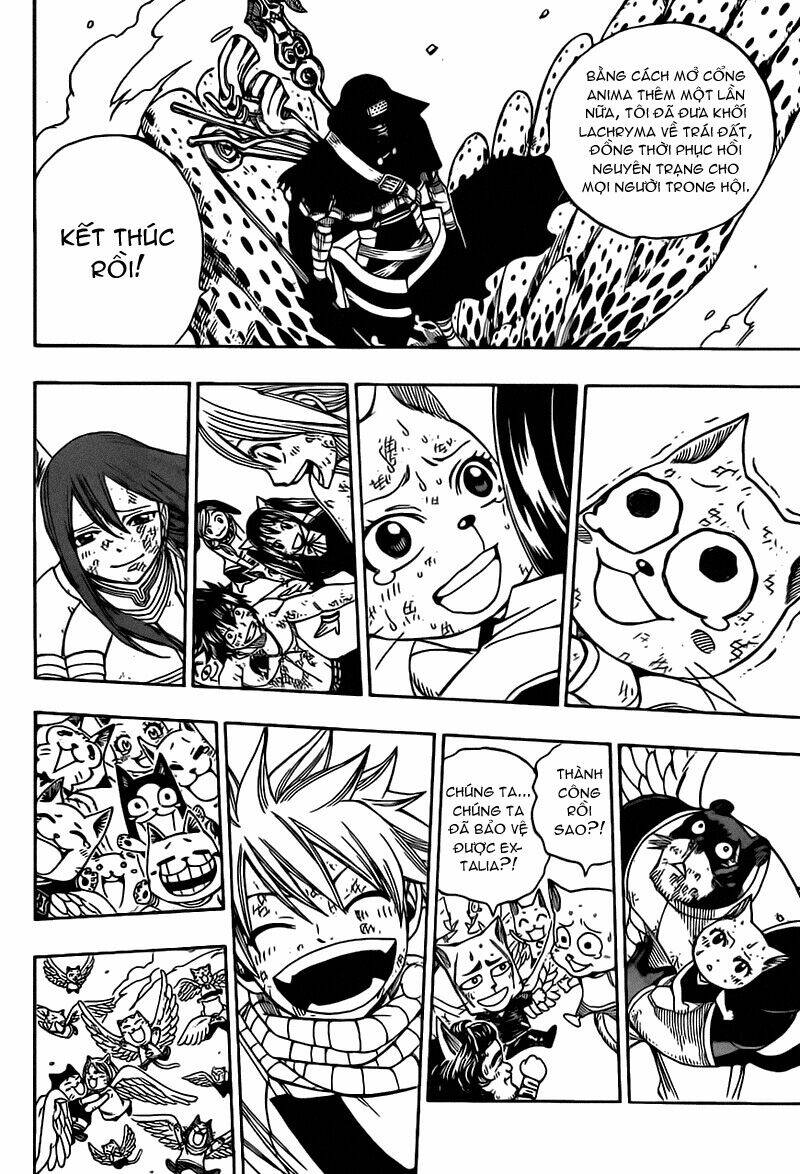 BẰNG CÁCH MỞ CỔNG
ANIMA THÊM MỘT LẦN
NỮA, TÔI ĐÃ ĐƯA KHỐI
LACHRYMA VỀ TRÁI ĐẤT,
ĐỒNG THỜI PHỤC HỒI
NGUYÊN TRẠNG CHO
MỌI NGƯỜI TRONG HỘI.
KẾT THÚC
RỒI!
THÀNH
CÔNG RỒI
SAO?!
CHÚNG TA...
CHÚNG TA
ĐÃ BẢO VỆ
ĐƯỢC EX-
TALIA?!